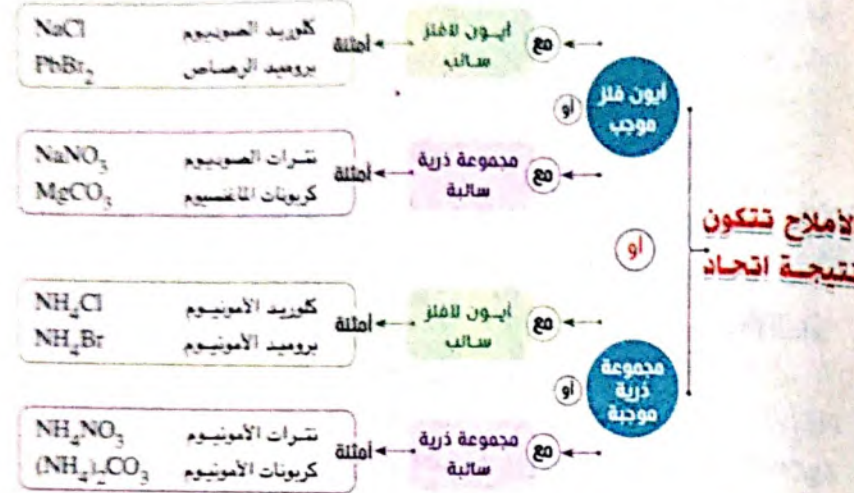 الأملاح تتكون
نتيجة اتحاد
أيون فلز
موجب
أو
مع
أيون لافلز
سالب
أمثلة
كلوريد الصوديوم NaCl
بروميد الرصاص PbBr₂
مع
مجموعة ذرية
سالبة
أمثلة
نترات الصوديوم NaNO₃
كربونات الماغنسيوم MgCO₃
أو
مجموعة
ذرية
موجبة
أو
مع
أيون لافلز
سالب
أمثلة
كلوريد الأمونيوم NH₄Cl
بروميد الأمونيوم NH₄Br
مع
مجموعة ذرية
سالبة
أمثلة
نترات الأمونيوم NH₄NO₃
كربونات الأمونيوم (NH₄)₂CO₃